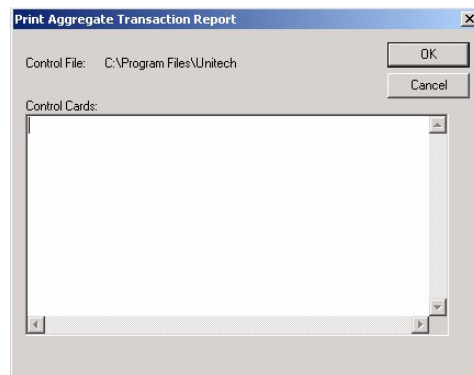 Print Aggregate Transaction Report
OK
Control File: C:\Program Files\Unitech
Cancel
Control Cards: